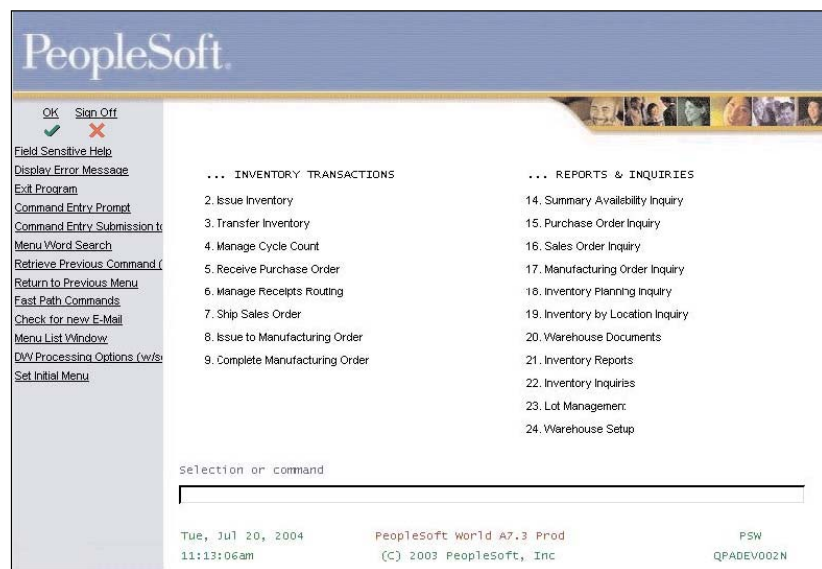 PeopleSoft.
OK Sign Off
Field Sensitive Help
Display Error Message
Exit Program
Command Entry Prompt
Command Entry Submission to
Menu Word Search
Retrieve Previous Command (
Return to Previous Menu
Fast Path Commands
Check for new E-Mail
Menu List Window
DW Processing Options (w/s
Set Initial Menu
... INVENTORY TRANSACTIONS
2. Issue Inventory
3. Transfer Inventory
4. Manage Cycle Count
5. Receive Purchase Order
6. Manage Receipts Routing
7. Ship Sales Order
8. Issue to Manufacturing Order
9. Complete Manufacturing Order
... REPORTS & INQUIRIES
14. Summary Availability Inquiry
15. Purchase Order Inquiry
16. Sales Order Inquiry
17. Manufacturing Order Inquiry
18. Inventory Planning Inquiry
19. Inventory by Location Inquiry
20. Warehouse Documents
21. Inventory Reports
22. Inventory Inquiries
23. Lot Management
24. Warehouse Setup
Selection or command
Tue, Jul 20, 2004 PeopleSoft World A7.3 Prod PSW
11:13:06am (C) 2003 PeopleSoft, Inc QPADEV002N